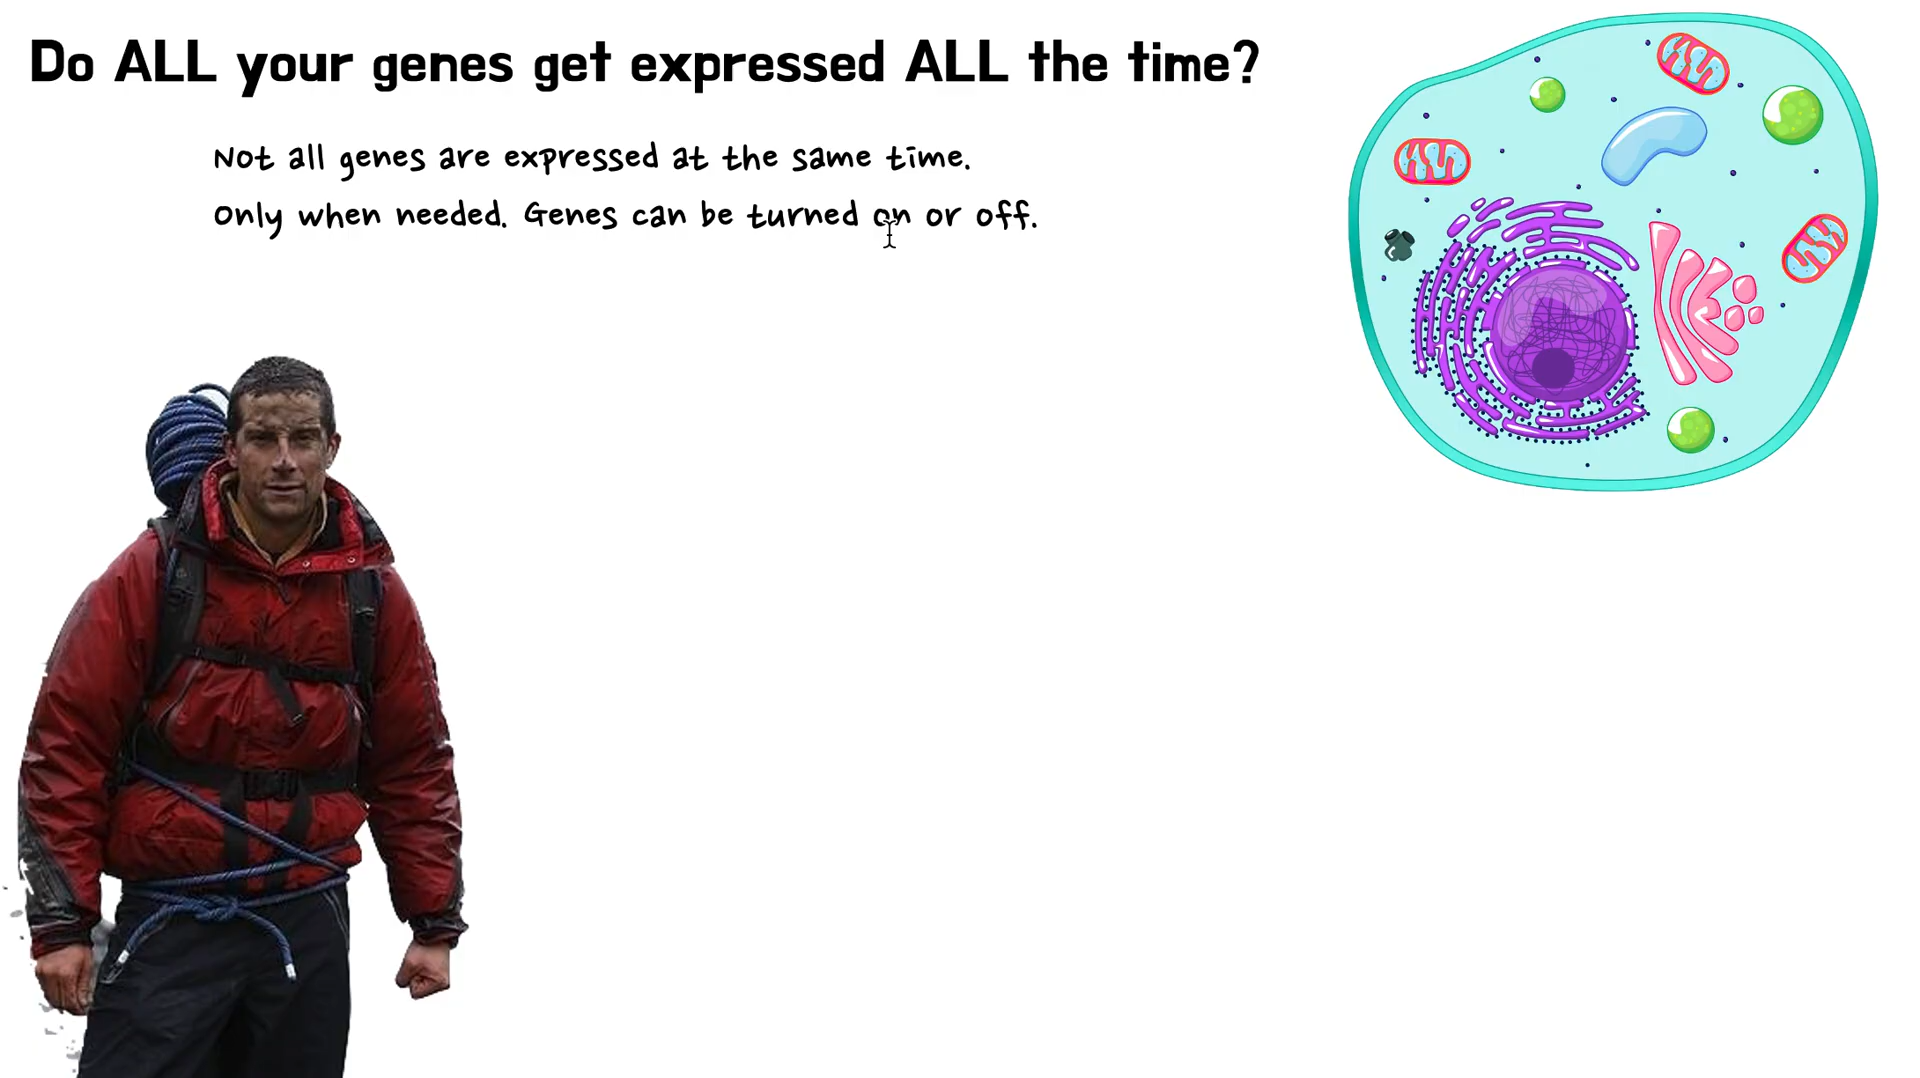 Do ALL your genes get expressed ALL the time?
Not all genes are expressed at the same time.
Only when needed. Genes can be turned on or off.